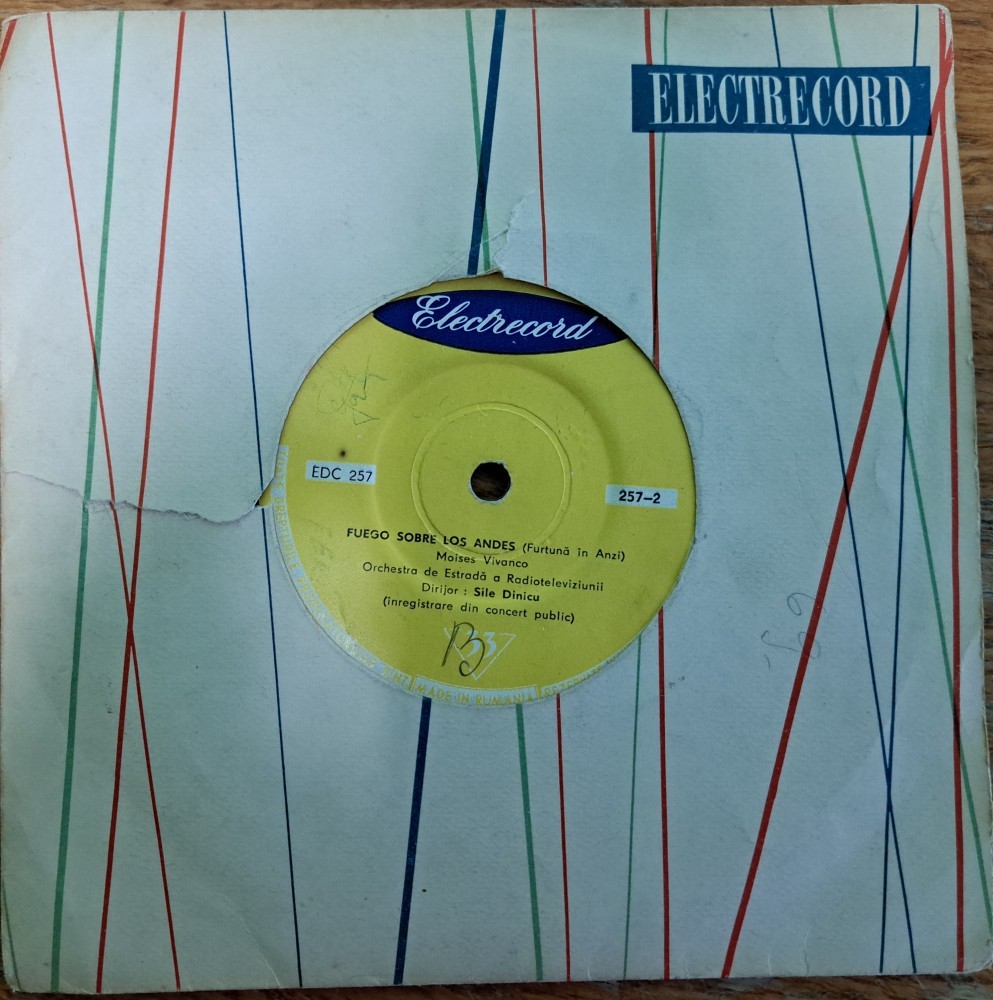 ELECTRECORD
Electrecord
EDC 257
257–2
FUEGO SOBRE LOS ANDES (Furtună în Anzi)
Moises Vivanco
Orchestra de Estradă a Radioteleviziunii
Dirijor : Sile Dinicu
(înregistrare din concert public)
33
MADE IN RUMANIA